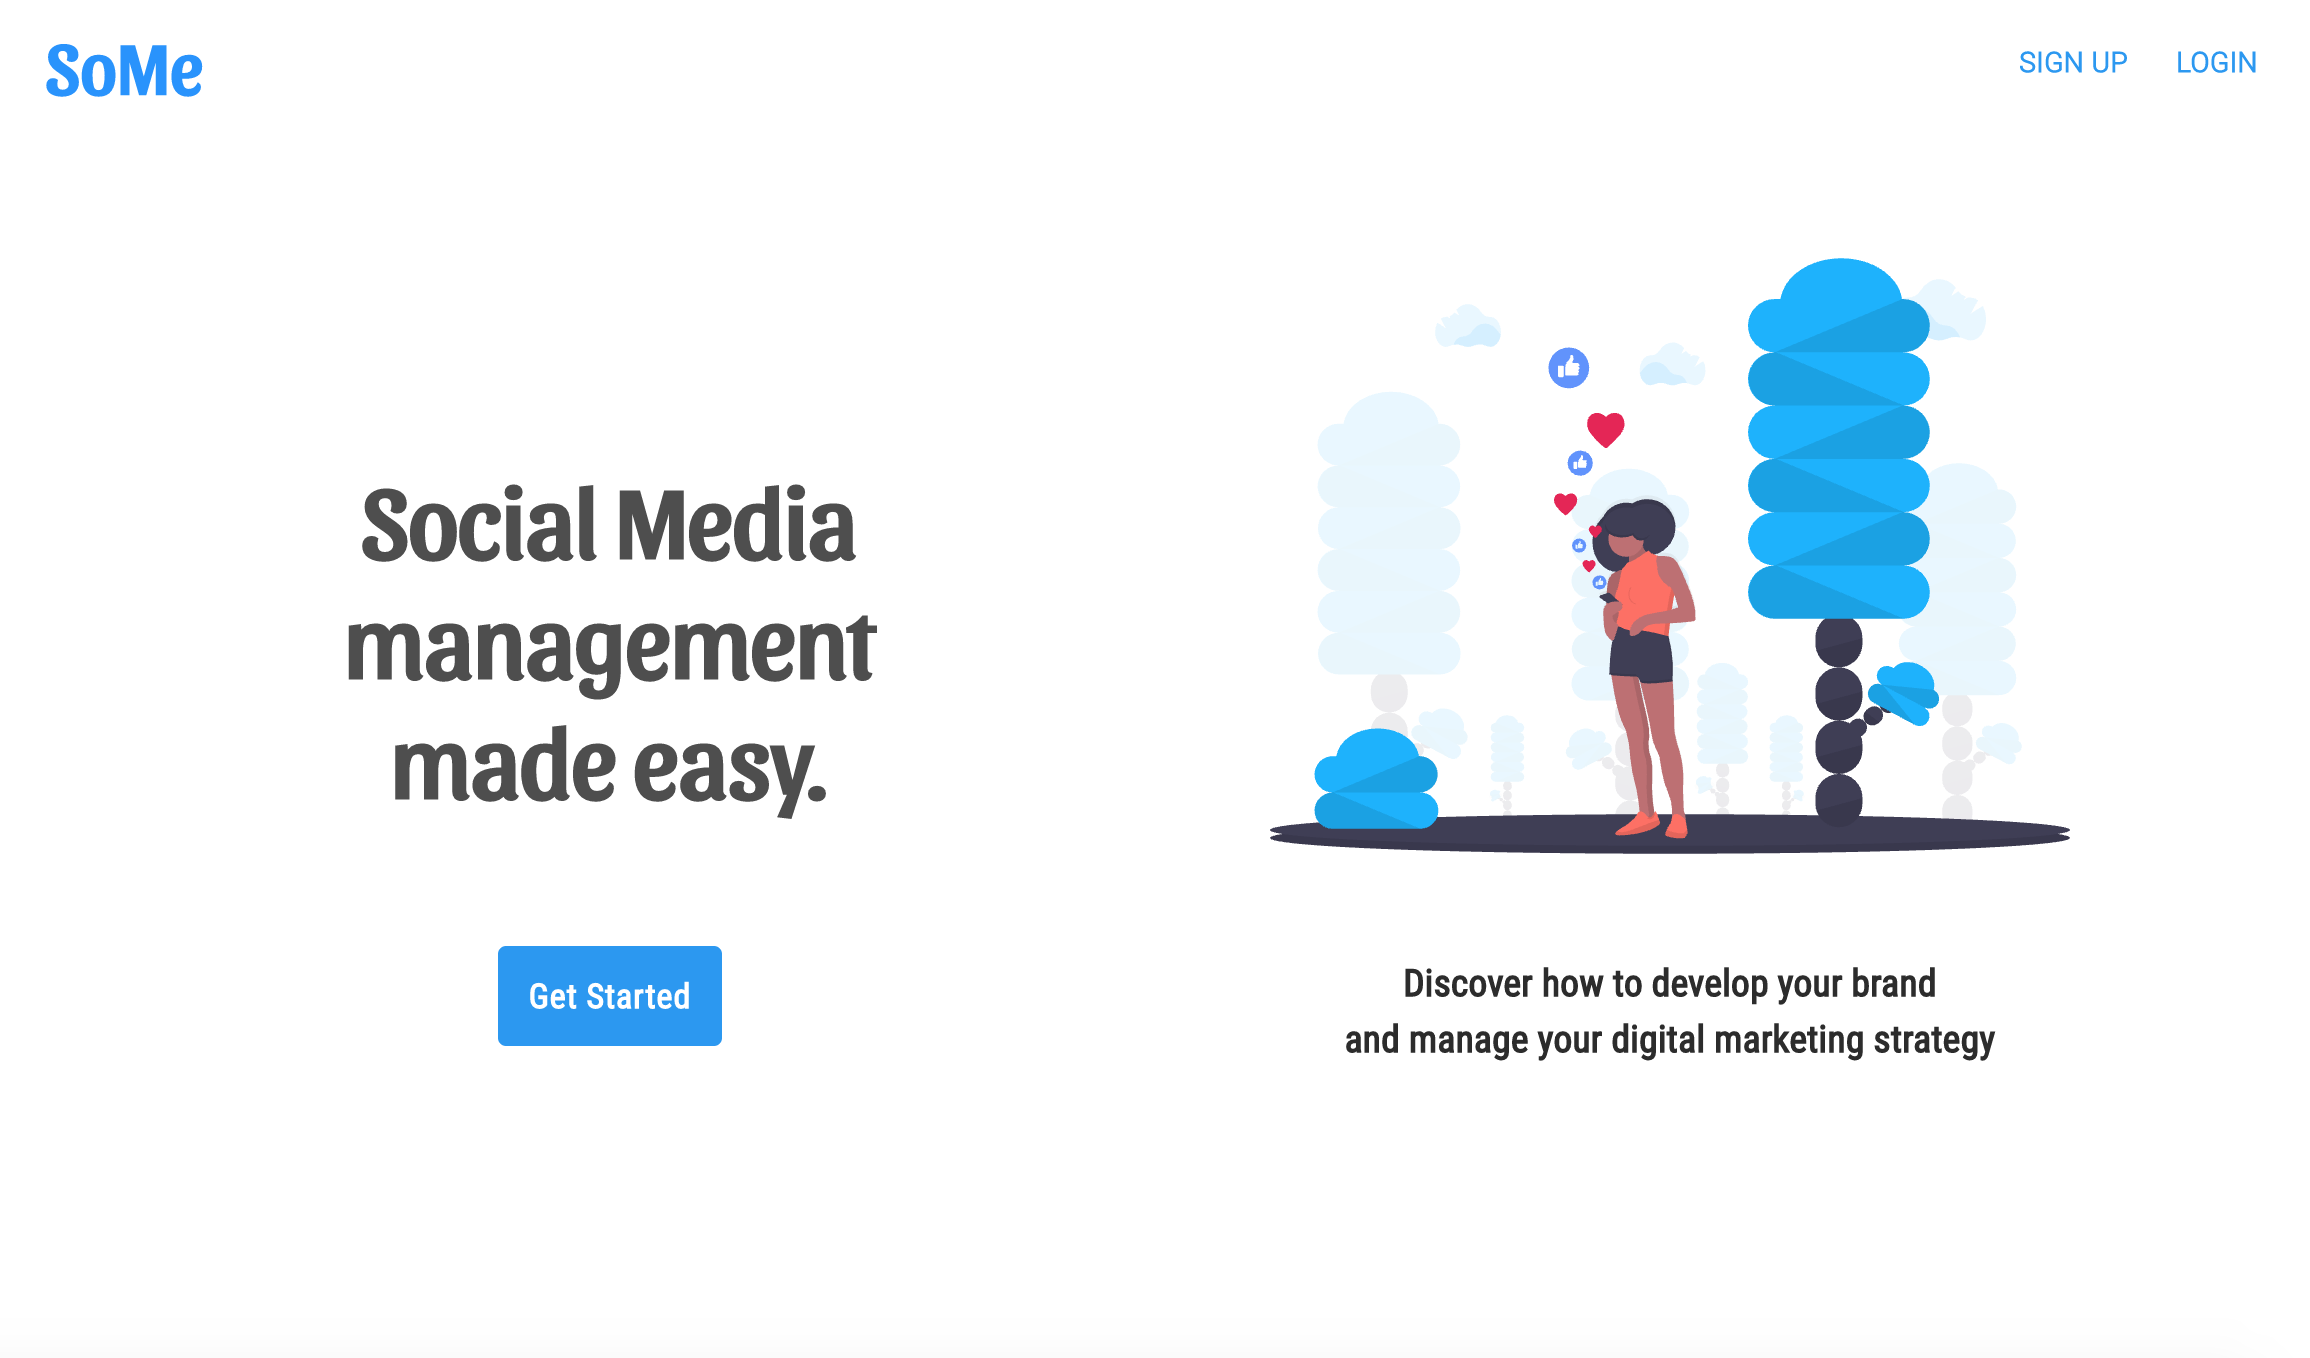 SoMe
SIGN UP
LOGIN
Social Media
management
made easy.
Get Started
Discover how to develop your brand
and manage your digital marketing strategy